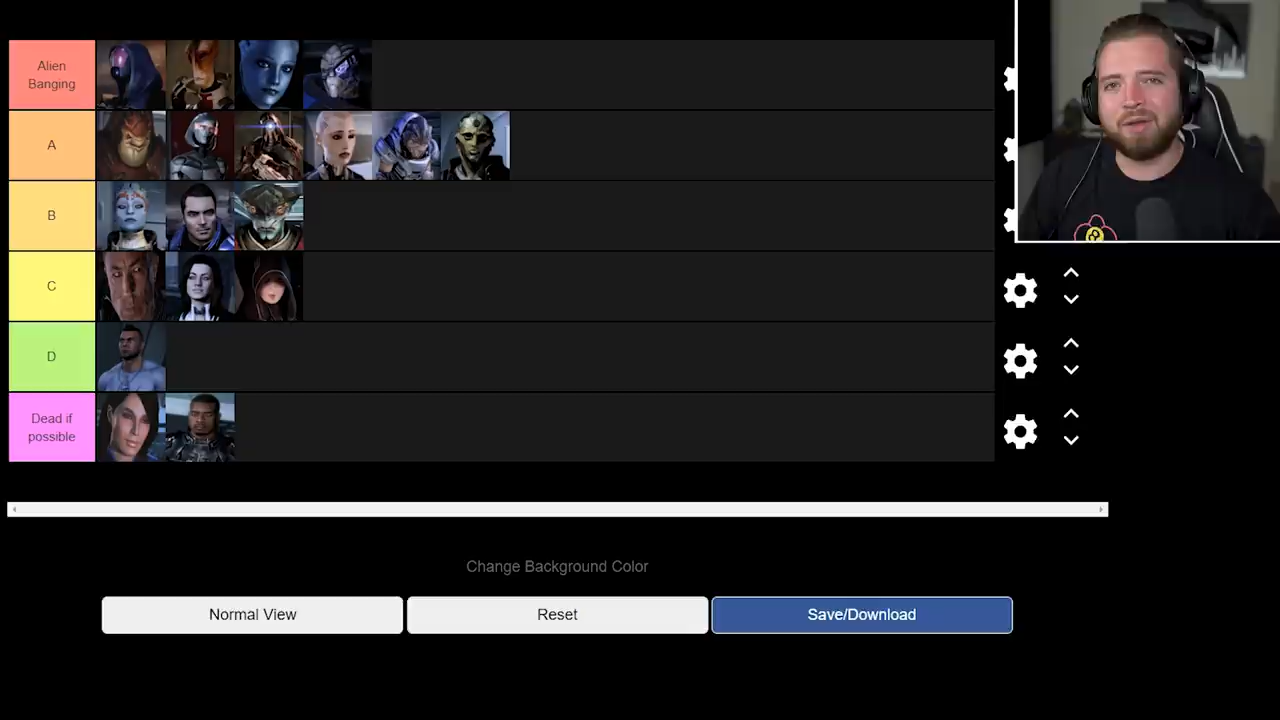 Alien
Banging
A
B
C
D
Dead if
possible
Change Background Color
Normal View
Reset
Save/Download